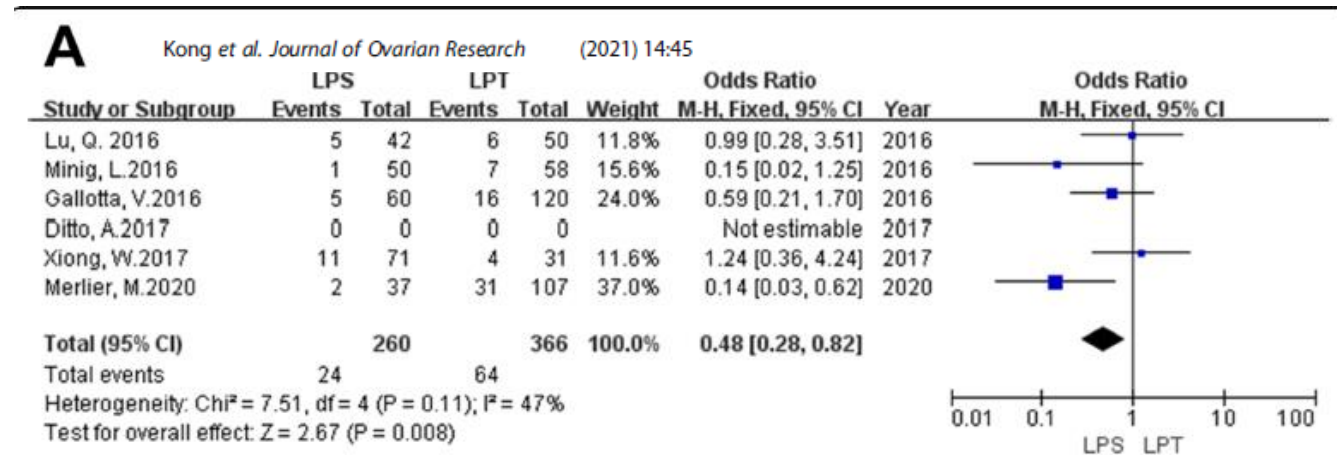 A
Kong et al. Journal of Ovarian Research (2021) 14:45
LPS LPT Odds Ratio Odds Ratio
Study or Subgroup Events Total Events Total Weight M-H, Fixed, 95% CI Year M-H, Fixed, 95% CI
Lu, Q. 2016 5 42 6 50 11.8% 0.99 [0.28, 3.51] 2016
Minig, L.2016 1 50 7 58 15.6% 0.15 [0.02, 1.25] 2016
Gallotta, V.2016 5 60 16 120 24.0% 0.59 [0.21, 1.70] 2016
Ditto, A.2017 0 0 0 0 Not estimable 2017
Xiong, W.2017 11 71 4 31 11.6% 1.24 [0.36, 4.24] 2017
Merlier, M.2020 2 37 31 107 37.0% 0.14 [0.03, 0.62] 2020
Total (95% CI) 260 366 100.0% 0.48 [0.28, 0.82]
Total events 24 64
Heterogeneity: Chi² = 7.51, df = 4 (P = 0.11); I² = 47%
Test for overall effect: Z = 2.67 (P = 0.008)
0.01 0.1 1 10 100
LPS LPT